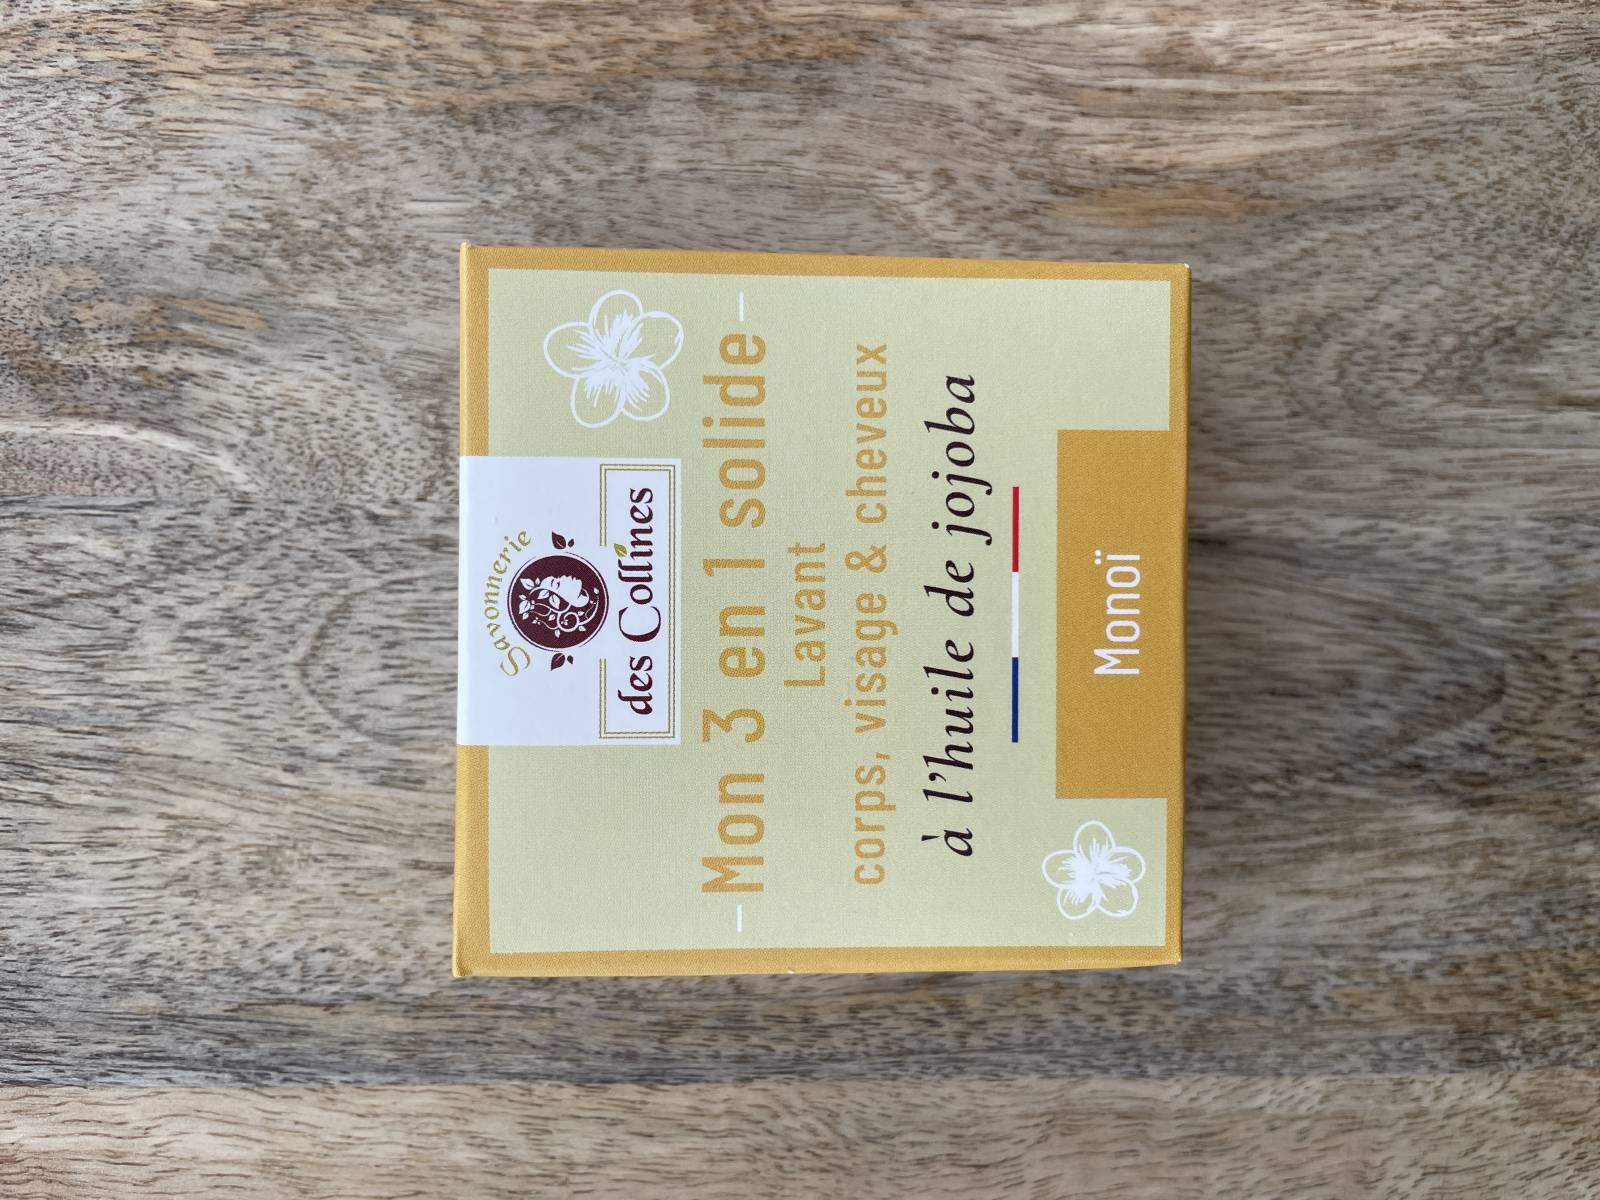 Savonnerie
des Collines
Mon 3 en 1 solide
Lavant
corps, visage & cheveux
à l'huile de jojoba
Monoï